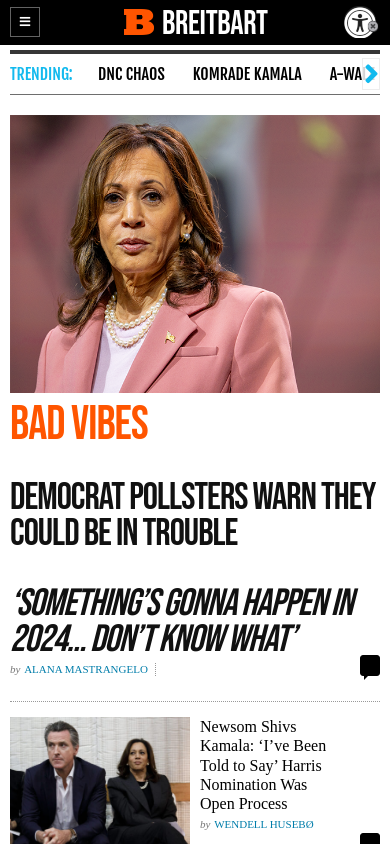 BREITBART
TRENDING:
DNC CHAOS
KOMRADE KAMALA
BAD VIBES
DEMOCRAT POLLSTERS WARN THEY
COULD BE IN TROUBLE
‘SOMETHING’S GONNA HAPPEN IN
2024… DON’T KNOW WHAT’
by ALANA MASTRANGELO
Newsom Shivs
Kamala: ‘I’ve Been
Told to Say’ Harris
Nomination Was
Open Process
by WENDELL HUSEBØ